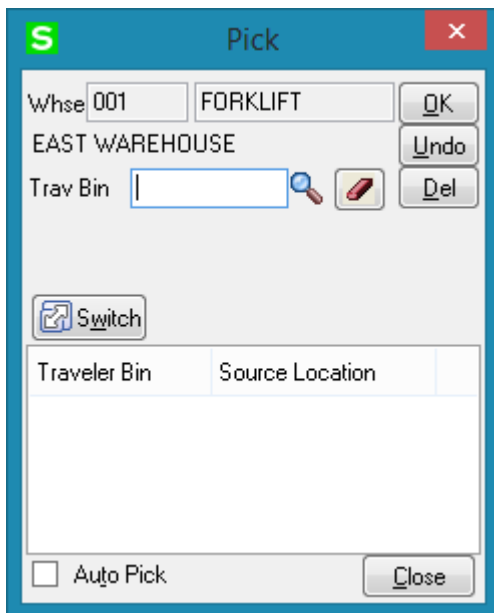 S Pick
Whse 001 FORKLIFT OK
EAST WAREHOUSE Undo
Trav Bin Del
Switch
Traveler Bin Source Location
Auto Pick Close